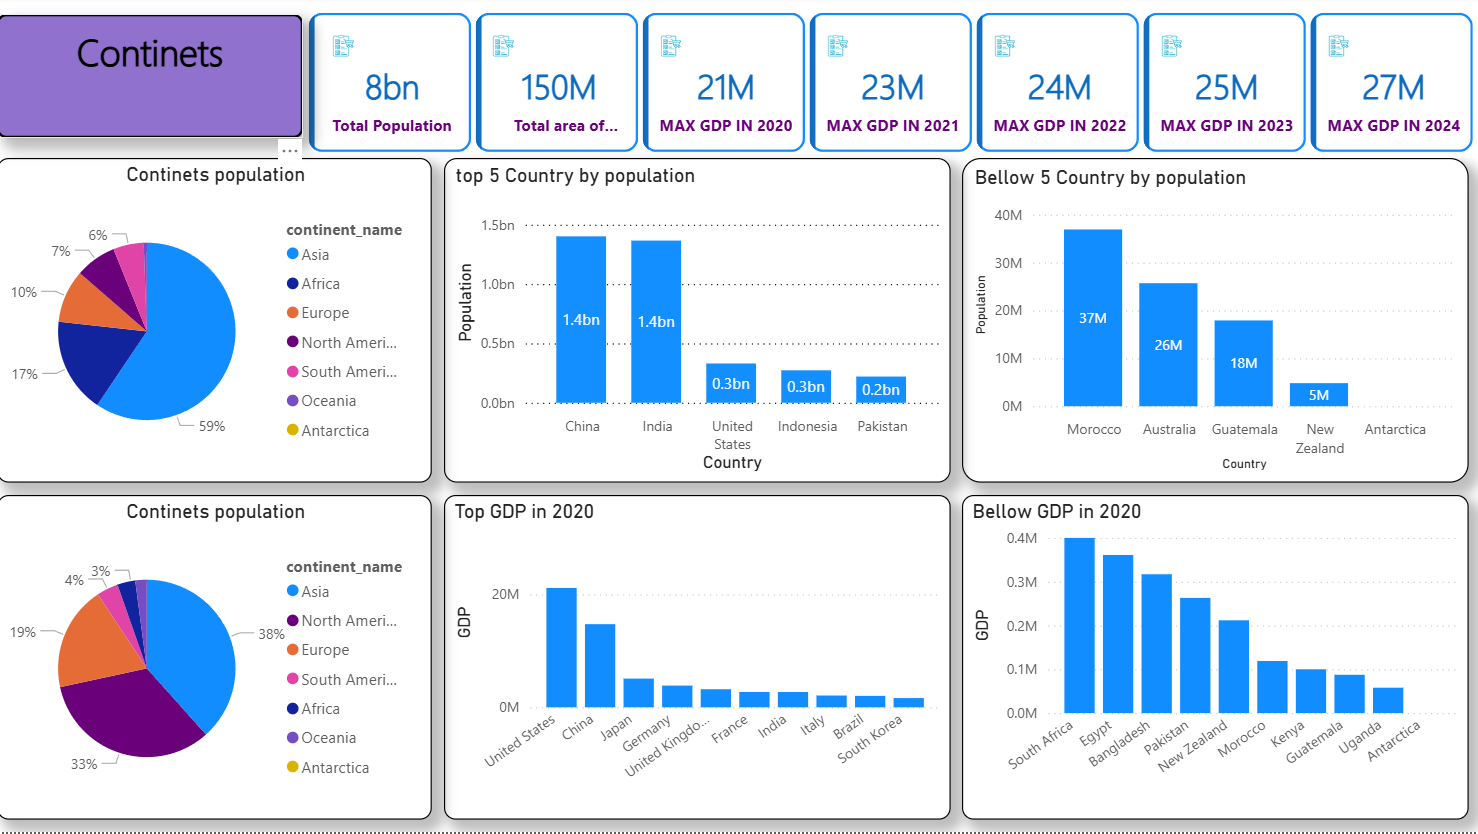 Continets
8bn
Total Population
150M
Total area of...
21M
MAX GDP IN 2020
23M
MAX GDP IN 2021
24M
MAX GDP IN 2022
25M
MAX GDP IN 2023
27M
MAX GDP IN 2024
Continets population
6%
7%
10%
17%
59%
continent_name
Asia
Africa
Europe
North Ameri...
South Ameri...
Oceania
Antarctica
top 5 Country by population
Population
1.5bn
1.0bn
0.5bn
0.0bn
1.4bn
1.4bn
0.3bn
0.3bn
0.2bn
China
India
United
States
Indonesia
Pakistan
Country
Bellow 5 Country by population
Population
40M
30M
20M
10M
0M
37M
26M
18M
5M
Morocco
Australia
Guatemala
New
Zealand
Antarctica
Country
Continets population
3%
4%
19%
33%
38%
continent_name
Asia
North Ameri...
Europe
South Ameri...
Africa
Oceania
Antarctica
Top GDP in 2020
GDP
20M
0M
United States
China
Japan
Germany
United Kingdo...
France
India
Italy
Brazil
South Korea
Bellow GDP in 2020
GDP
0.4M
0.3M
0.2M
0.1M
0.0M
South Africa
Egypt
Bangladesh
Pakistan
New Zealand
Morocco
Kenya
Guatemala
Uganda
Antarctica